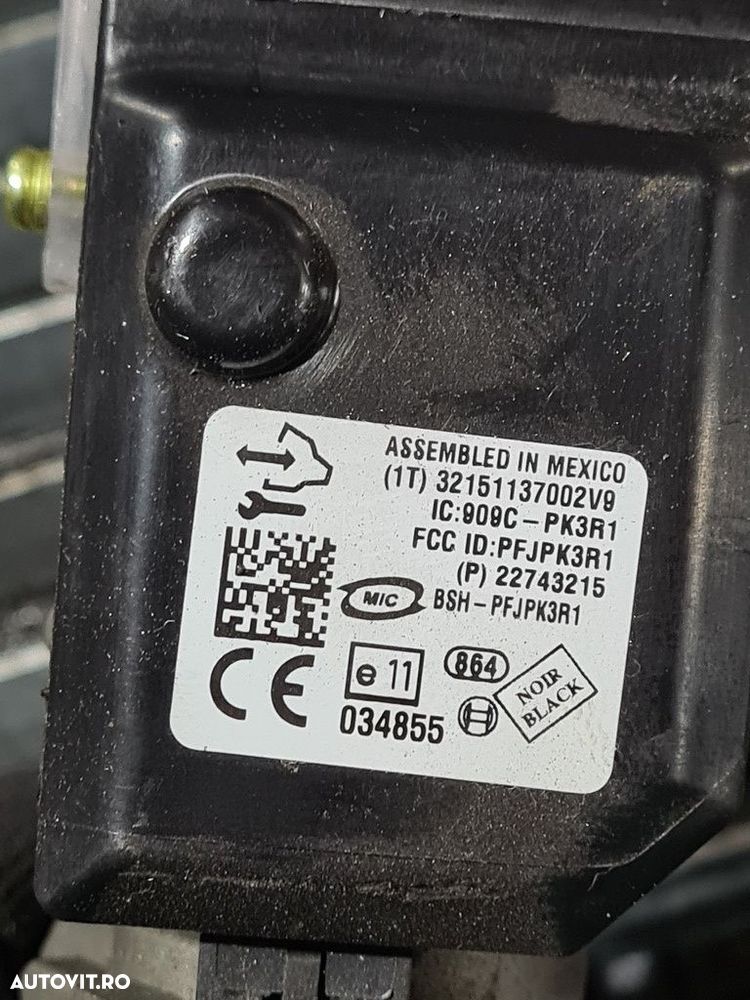 ASSEMBLED IN MEXICO
(1T) 32151137002V9
IC:909C-PK3R1
FCC ID:PFJPK3R1
(P) 22743215
MIC BSH-PFJPK3R1
CE e 11 864
034855
NOIR
BLACK
AUTOVIT.RO